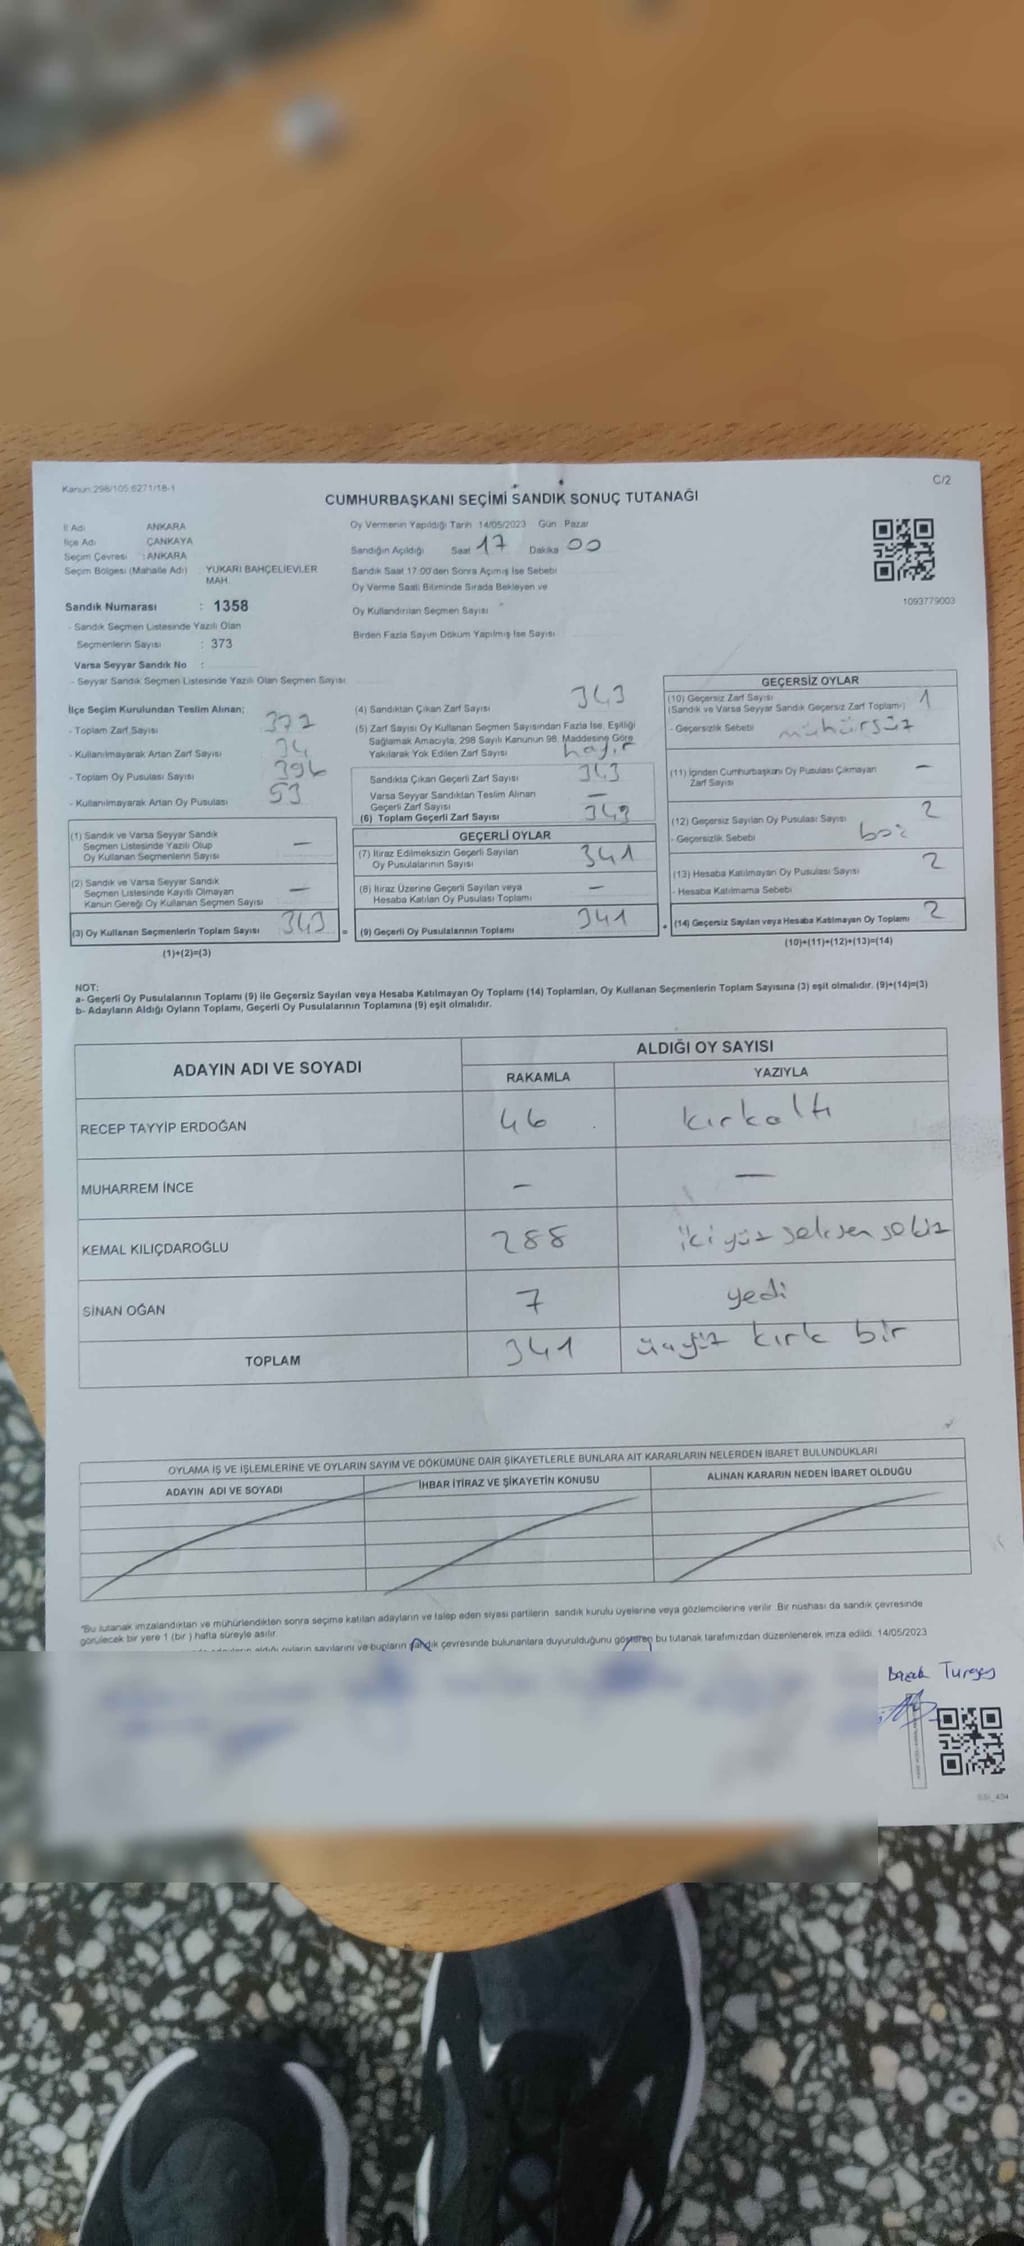 Kanun:298/105 6271/18-1
C/2
CUMHURBAŞKANI SEÇİMİ SANDIK SONUÇ TUTANAĞI
İl Adı ANKARA
İlçe Adı ÇANKAYA
Seçim Çevresi : ANKARA
Seçim Bölgesi (Mahalle Adı) YUKARI BAHÇELİEVLER
MAH.
Sandık Numarası : 1358
- Sandık Seçmen Listesinde Yazılı Olan
Seçmenlerin Sayısı : 373
Varsa Seyyar Sandık No :
- Seyyar Sandık Seçmen Listesinde Yazılı Olan Seçmen Sayısı
Oy Vermenin Yapıldığı Tarih 14/05/2023 Gün Pazar
Sandığın Açıldığı Saat 17 Dakika 00
Sandık Saat 17:00'den Sonra Açımış İse Sebebi
Oy Verme Saati Bitiminde Sırada Bekleyen ve
Oy Kullandırılan Seçmen Sayısı
Birden Fazla Sayım Döküm Yapılmış İse Sayısı
1093779003
İlçe Seçim Kurulundan Teslim Alınan;
- Toplam Zarf Sayısı 377
- Kullanılmayarak Artan Zarf Sayısı 34
- Toplam Oy Pusulası Sayısı 396
- Kullanılmayarak Artan Oy Pusulası 53
(1) Sandık ve Varsa Seyyar Sandık
Seçmen Listesinde Yazılı Olup
Oy Kullanan Seçmenlerin Sayısı —
(2) Sandık ve Varsa Seyyar Sandık
Seçmen Listesinde Kayıtlı Olmayan
Kanun Gereği Oy Kullanan Seçmen Sayısı —
(3) Oy Kullanan Seçmenlerin Toplam Sayısı 343 =
(1)+(2)=(3)
(4) Sandıktan Çıkan Zarf Sayısı 343
(5) Zarf Sayısı Oy Kullanan Seçmen Sayısından Fazla İse, Eşitliği
Sağlamak Amacıyla, 298 Sayılı Kanunun 98. Maddesine Göre
Yakılarak Yok Edilen Zarf Sayısı hayır
Sandıkta Çıkan Geçerli Zarf Sayısı 343
Varsa Seyyar Sandıktan Teslim Alınan
Geçerli Zarf Sayısı —
(6) Toplam Geçerli Zarf Sayısı 343
GEÇERLİ OYLAR
(7) İtiraz Edilmeksizin Geçerli Sayılan
Oy Pusulalarının Sayısı 341
(8) İtiraz Üzerine Geçerli Sayılan veya
Hesaba Katılan Oy Pusulası Toplamı —
(9) Geçerli Oy Pusulalarının Toplamı 341 +
GEÇERSİZ OYLAR
(10) Geçersiz Zarf Sayısı 1
(Sandık ve Varsa Seyyar Sandık Geçersiz Zarf Toplamı)
- Geçersizlik Sebebi mühürsüz
(11) İçinden Cumhurbaşkanı Oy Pusulası Çıkmayan
Zarf Sayısı —
(12) Geçersiz Sayılan Oy Pusulası Sayısı 2
- Geçersizlik Sebebi
(13) Hesaba Katılmayan Oy Pusulası Sayısı 2
- Hesaba Katılmama Sebebi
(14) Geçersiz Sayılan veya Hesaba Katılmayan Oy Toplamı 2
(10)+(11)+(12)+(13)=(14)
NOT:
a- Geçerli Oy Pusulalarının Toplamı (9) ile Geçersiz Sayılan veya Hesaba Katılmayan Oy Toplamı (14) Toplamları, Oy Kullanan Seçmenlerin Toplam Sayısına (3) eşit olmalıdır. (9)+(14)=(3)
b- Adayların Aldığı Oyların Toplamı, Geçerli Oy Pusulalarının Toplamına (9) eşit olmalıdır.
ADAYIN ADI VE SOYADI ALDIĞI OY SAYISI
RAKAMLA YAZIYLA
RECEP TAYYİP ERDOĞAN 46 kırkaltı
MUHARREM İNCE – —
KEMAL KILIÇDAROĞLU 288 ikiyüz seksen sekiz
SİNAN OĞAN 7 yedi
TOPLAM 341 üçyüz kırk bir
OYLAMA İŞ VE İŞLEMLERİNE VE OYLARIN SAYIM VE DÖKÜMÜNE DAİR ŞİKAYETLERLE BUNLARA AİT KARARLARIN NELERDEN İBARET BULUNDUKLARI
ADAYIN ADI VE SOYADI İHBAR İTİRAZ VE ŞİKAYETİN KONUSU ALINAN KARARIN NEDEN İBARET OLDUĞU
"Bu tutanak imzalandıktan ve mühürlendikten sonra seçime katılan adayların ve talep eden siyasi partilerin sandık kurulu üyelerine veya gözlemcilerine verilir. Bir nüshası da sandık çevresinde
görülecek bir yere 1 (bir ) hafta süreyle asılır.
aldığı oyların sayılarını ve bunların sandık çevresinde bulunanlara duyurulduğunu gösteren bu tutanak tarafımızdan düzenlenerek imza edildi. 14/05/2023